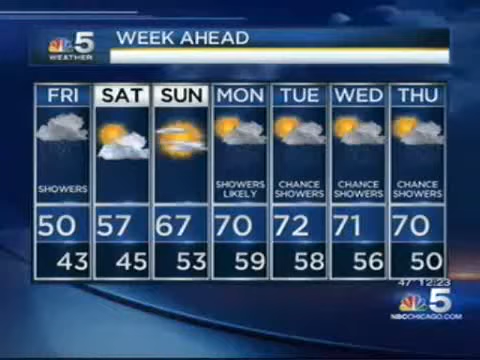 5
WEATHER
WEEK AHEAD
FRI SAT SUN MON TUE WED THU
SHOWERS
SHOWERS LIKELY
CHANCE SHOWERS
CHANCE SHOWERS
CHANCE SHOWERS
50 57 67 70 72 71 70
43 45 53 59 58 56 50
47° 12:23
5
NBCCHICAGO.COM